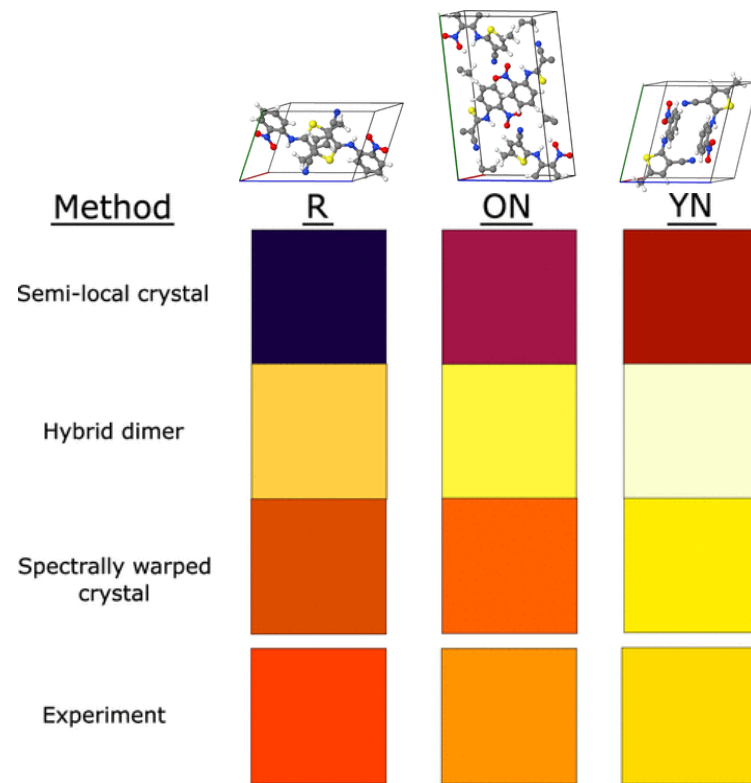 Method R ON YN
Semi-local crystal
Hybrid dimer
Spectrally warped
crystal
Experiment